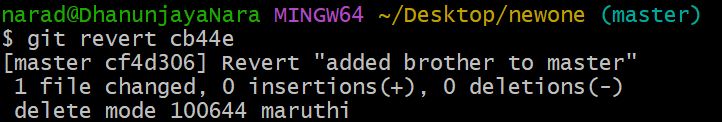 narad@DhanunjayaNara MINGW64 ~/Desktop/newone (master)
$ git revert cb44e
[master cf4d306] Revert "added brother to master"
 1 file changed, 0 insertions(+), 0 deletions(-)
 delete mode 100644 maruthi